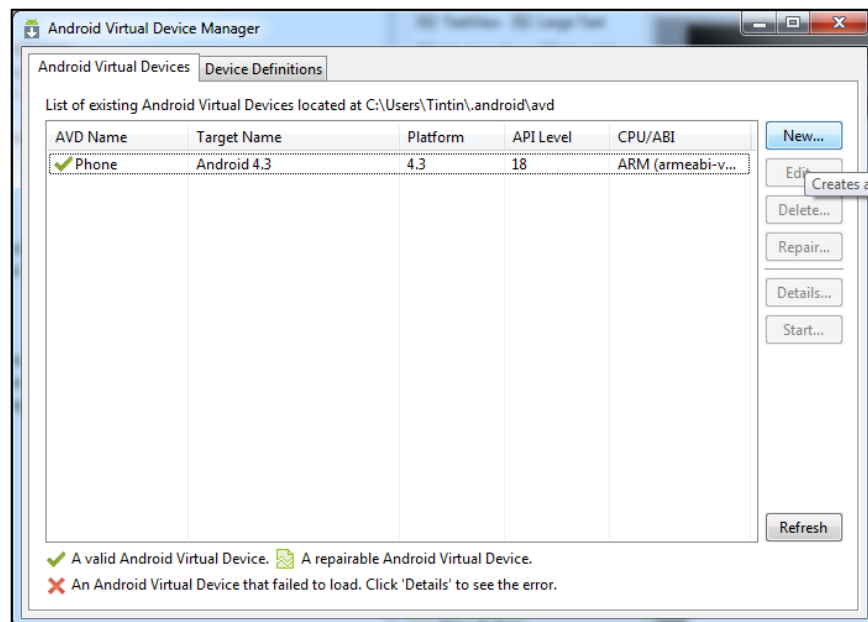 Android Virtual Device Manager
Android Virtual Devices Device Definitions
List of existing Android Virtual Devices located at C:\Users\Tintin\.android\avd
AVD Name Target Name Platform API Level CPU/ABI New...
Phone Android 4.3 4.3 18 ARM (armeabi-v...
Edit Creates a
Delete...
Repair...
Details...
Start...
Refresh
A valid Android Virtual Device. A repairable Android Virtual Device.
An Android Virtual Device that failed to load. Click 'Details' to see the error.